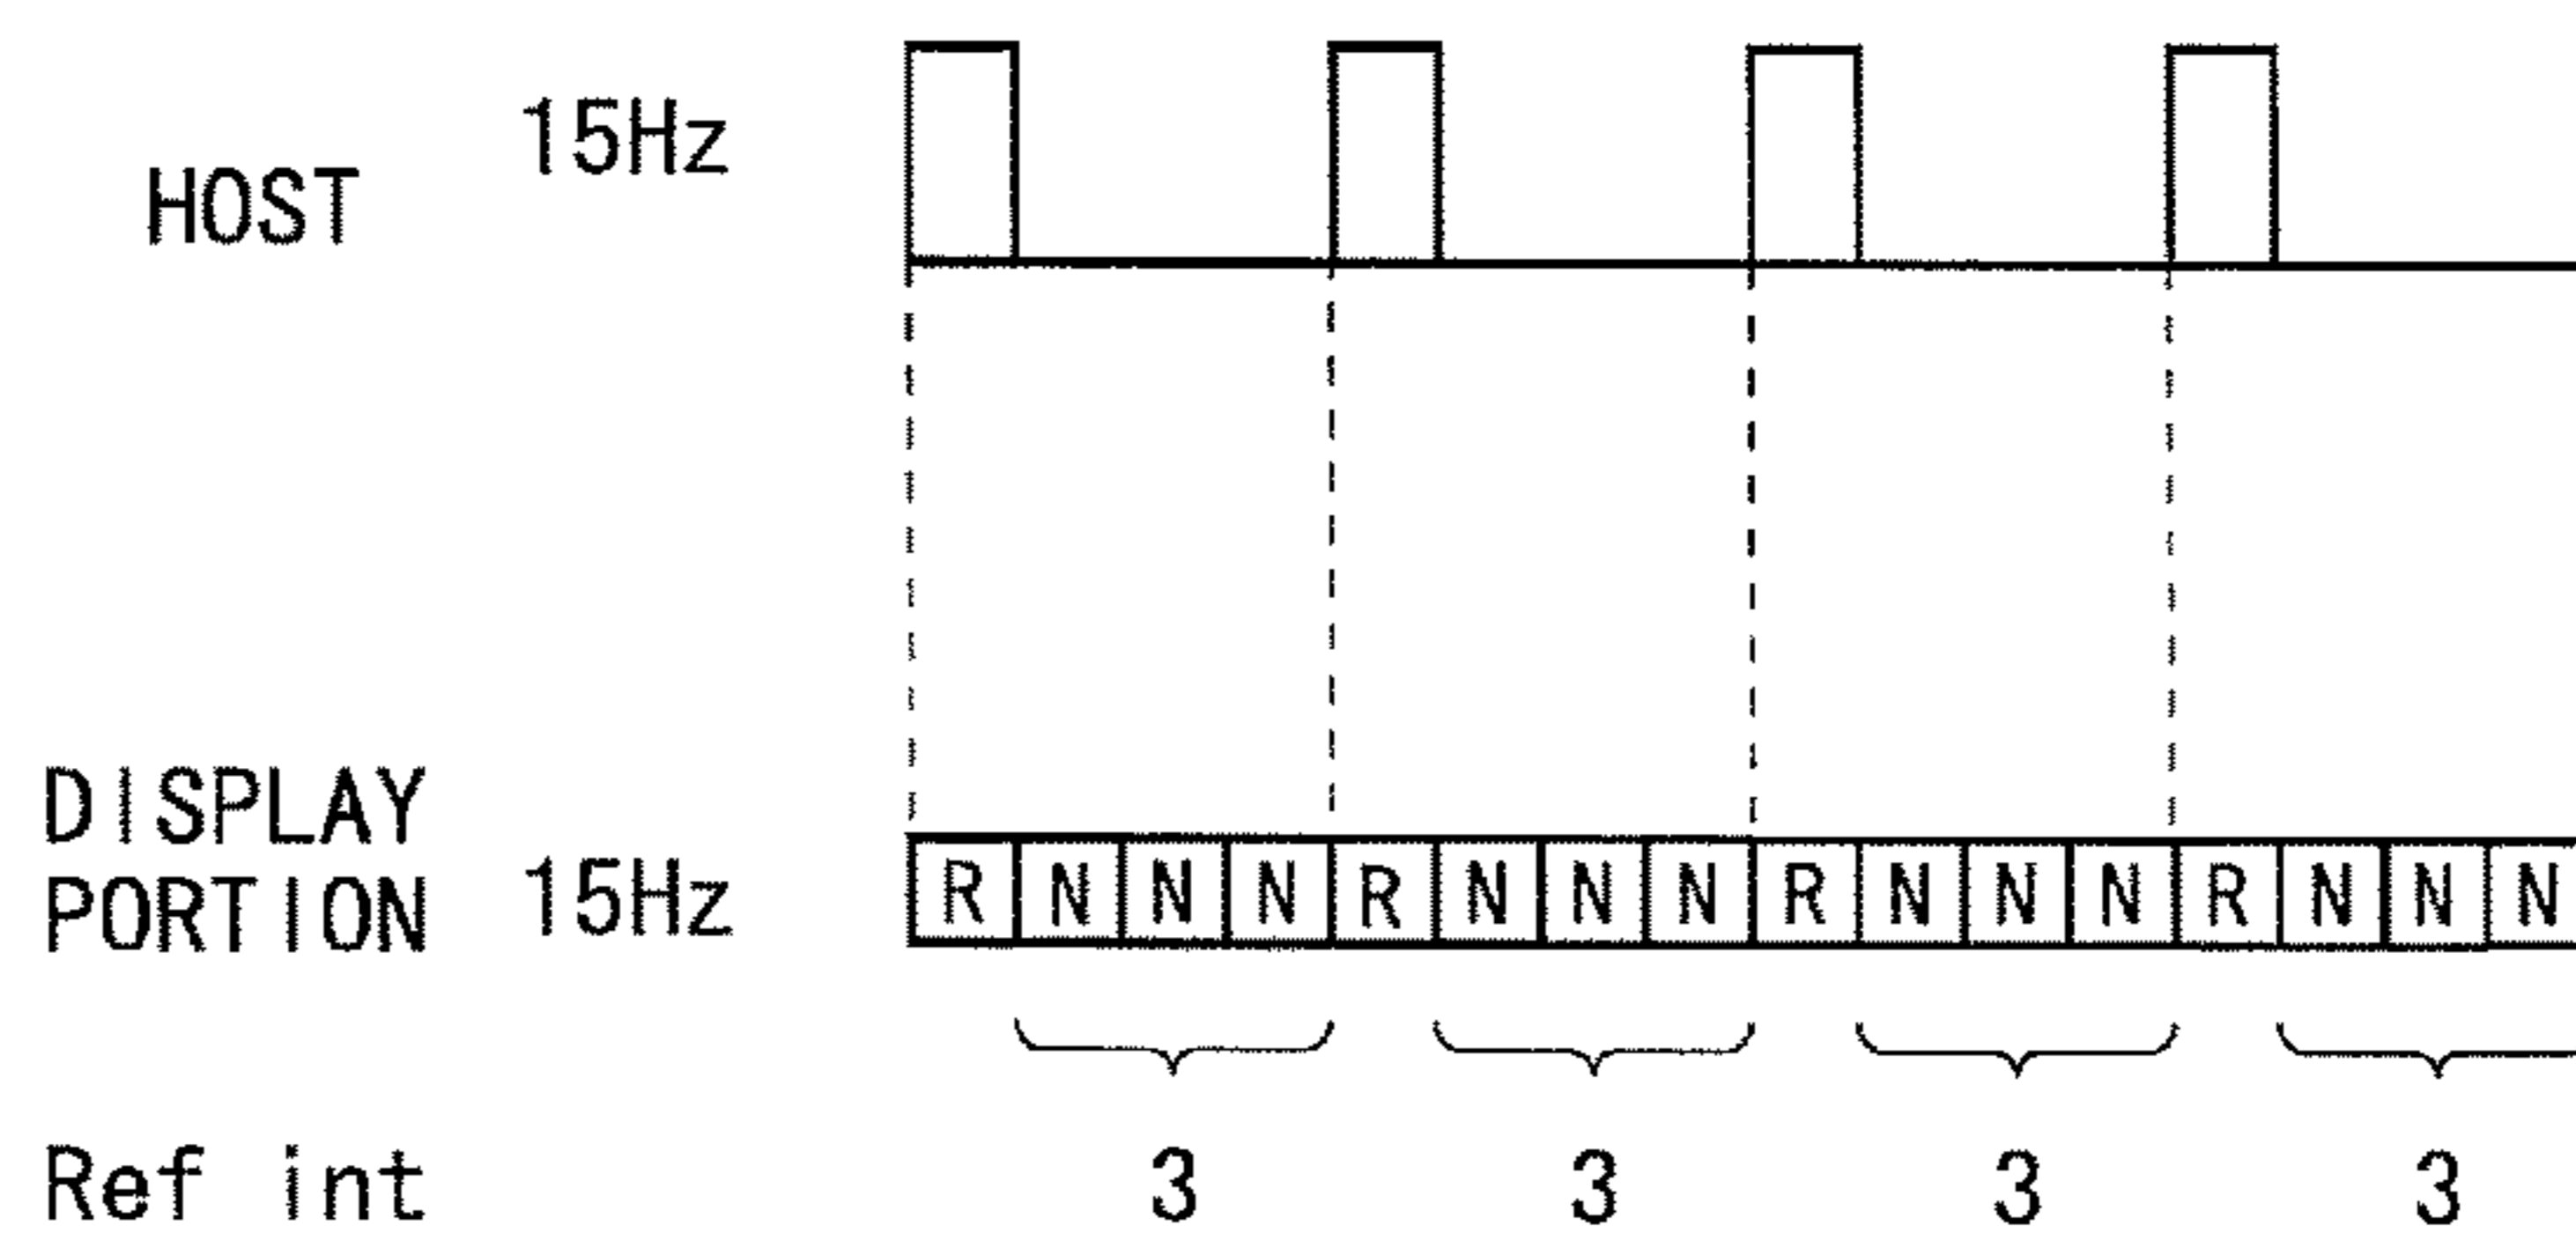 HOST 15Hz
DISPLAY
PORTION 15Hz R N N N R N N N R N N N R N N N
Ref int 3 3 3 3